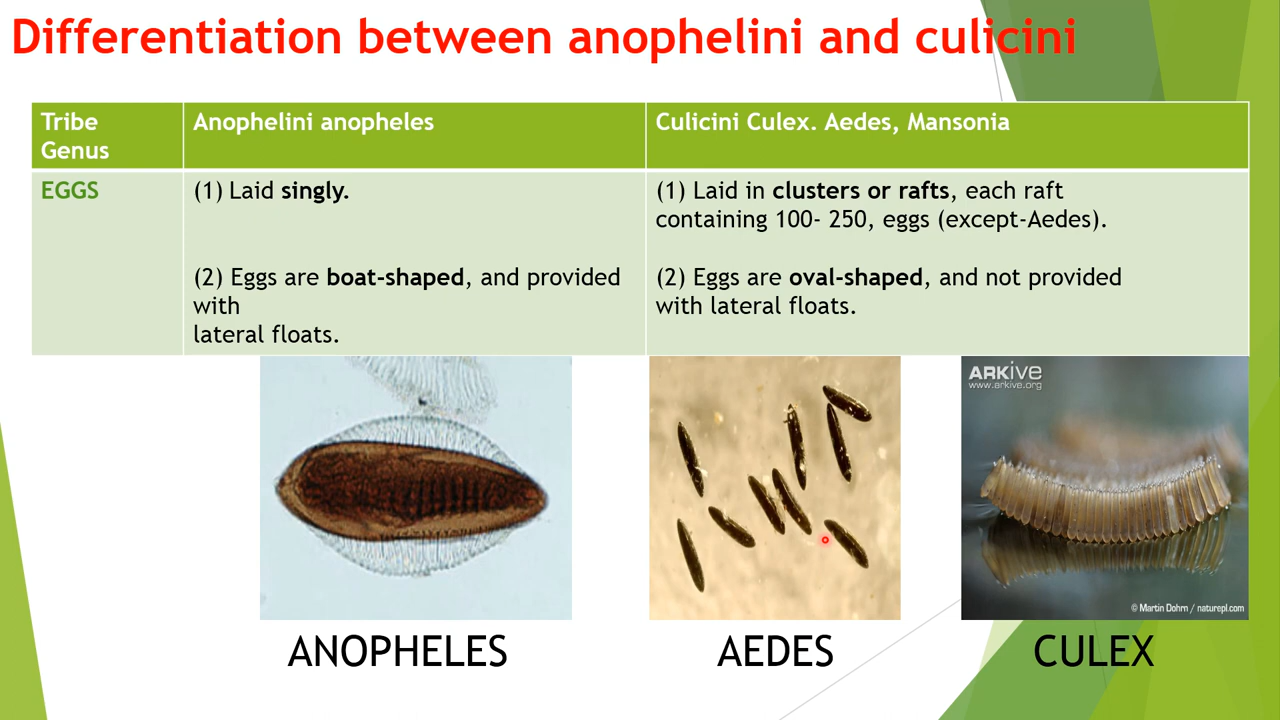 Differentiation between anophelini and culicini
Tribe
Genus
Anophelini anopheles
Culicini Culex. Aedes, Mansonia
EGGS
(1) Laid singly.
(2) Eggs are boat-shaped, and provided
with
lateral floats.
(1) Laid in clusters or rafts, each raft
containing 100- 250, eggs (except-Aedes).
(2) Eggs are oval-shaped, and not provided
with lateral floats.
ARKive
www.arkive.org
© Martin Dohrn / naturepl.com
ANOPHELES
AEDES
CULEX